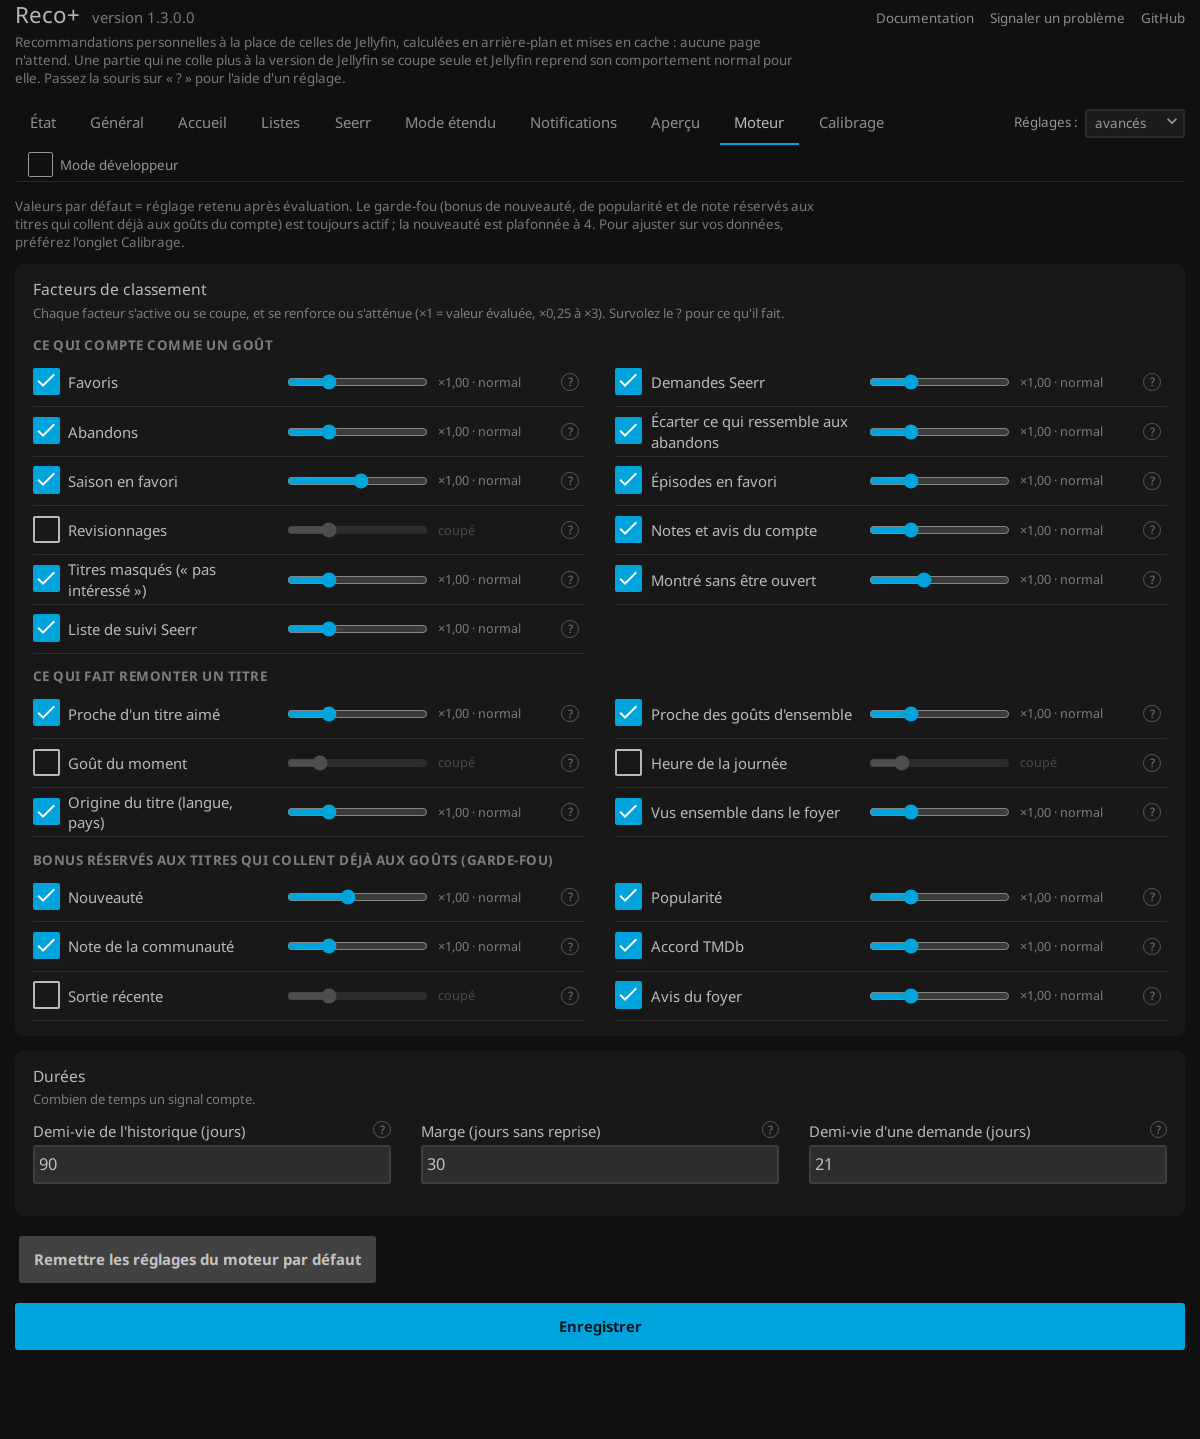 Reco+ version 1.3.0.0
Documentation Signaler un problème GitHub
Recommandations personnelles à la place de celles de Jellyfin, calculées en arrière-plan et mises en cache : aucune page
n'attend. Une partie qui ne colle plus à la version de Jellyfin se coupe seule et Jellyfin reprend son comportement normal pour
elle. Passez la souris sur « ? » pour l'aide d'un réglage.
État Général Accueil Listes Seerr Mode étendu Notifications Aperçu Moteur Calibrage Réglages : avancés
Mode développeur
Valeurs par défaut = réglage retenu après évaluation. Le garde-fou (bonus de nouveauté, de popularité et de note réservés aux
titres qui collent déjà aux goûts du compte) est toujours actif ; la nouveauté est plafonnée à 4. Pour ajuster sur vos données,
préférez l'onglet Calibrage.
Facteurs de classement
Chaque facteur s'active ou se coupe, et se renforce ou s'atténue (×1 = valeur évaluée, ×0,25 à ×3). Survolez le ? pour ce qu'il fait.
CE QUI COMPTE COMME UN GOÛT
Favoris ×1,00 · normal ?
Demandes Seerr ×1,00 · normal ?
Abandons ×1,00 · normal ?
Écarter ce qui ressemble aux
abandons ×1,00 · normal ?
Saison en favori ×1,00 · normal ?
Épisodes en favori ×1,00 · normal ?
Revisionnages coupé ?
Notes et avis du compte ×1,00 · normal ?
Titres masqués (« pas
intéressé ») ×1,00 · normal ?
Montré sans être ouvert ×1,00 · normal ?
Liste de suivi Seerr ×1,00 · normal ?
CE QUI FAIT REMONTER UN TITRE
Proche d'un titre aimé ×1,00 · normal ?
Proche des goûts d'ensemble ×1,00 · normal ?
Goût du moment coupé ?
Heure de la journée coupé ?
Origine du titre (langue,
pays) ×1,00 · normal ?
Vus ensemble dans le foyer ×1,00 · normal ?
BONUS RÉSERVÉS AUX TITRES QUI COLLENT DÉJÀ AUX GOÛTS (GARDE-FOU)
Nouveauté ×1,00 · normal ?
Popularité ×1,00 · normal ?
Note de la communauté ×1,00 · normal ?
Accord TMDb ×1,00 · normal ?
Sortie récente coupé ?
Avis du foyer ×1,00 · normal ?
Durées
Combien de temps un signal compte.
Demi-vie de l'historique (jours) ?
90
Marge (jours sans reprise) ?
30
Demi-vie d'une demande (jours) ?
21
Remettre les réglages du moteur par défaut
Enregistrer